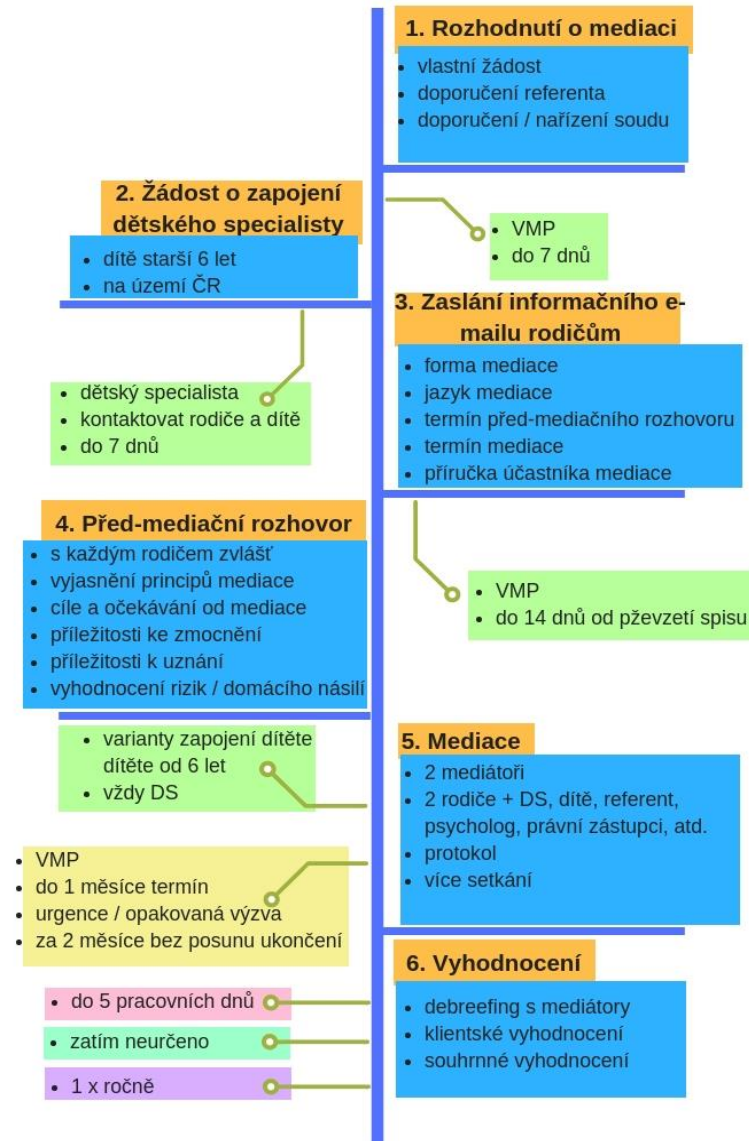 1. Rozhodnutí o mediaci
• vlastní žádost
• doporučení referenta
• doporučení / nařízení soudu
2. Žádost o zapojení
dětského specialisty
• dítě starší 6 let
• na území ČR
• VMP
• do 7 dnů
3. Zaslání informačního e-
mailu rodičům
• forma mediace
• jazyk mediace
• termín před-mediačního rozhovoru
• termín mediace
• příručka účastníka mediace
• dětský specialista
• kontaktovat rodiče a dítě
• do 7 dnů
4. Před-mediační rozhovor
• s každým rodičem zvlášť
• vyjasnění principů mediace
• cíle a očekávání od mediace
• příležitosti ke zmocnění
• příležitosti k uznání
• vyhodnocení rizik / domácího násilí
• VMP
• do 14 dnů od pževzetí spisu
• varianty zapojení dítěte
dítěte od 6 let
• vždy DS
5. Mediace
• 2 mediátoři
• 2 rodiče + DS, dítě, referent,
psycholog, právní zástupci, atd.
• protokol
• více setkání
• VMP
• do 1 měsíce termín
• urgence / opakovaná výzva
• za 2 měsíce bez posunu ukončení
6. Vyhodnocení
• debreefing s mediátory
• klientské vyhodnocení
• souhrnné vyhodnocení
• do 5 pracovních dnů
• zatím neurčeno
• 1 x ročně